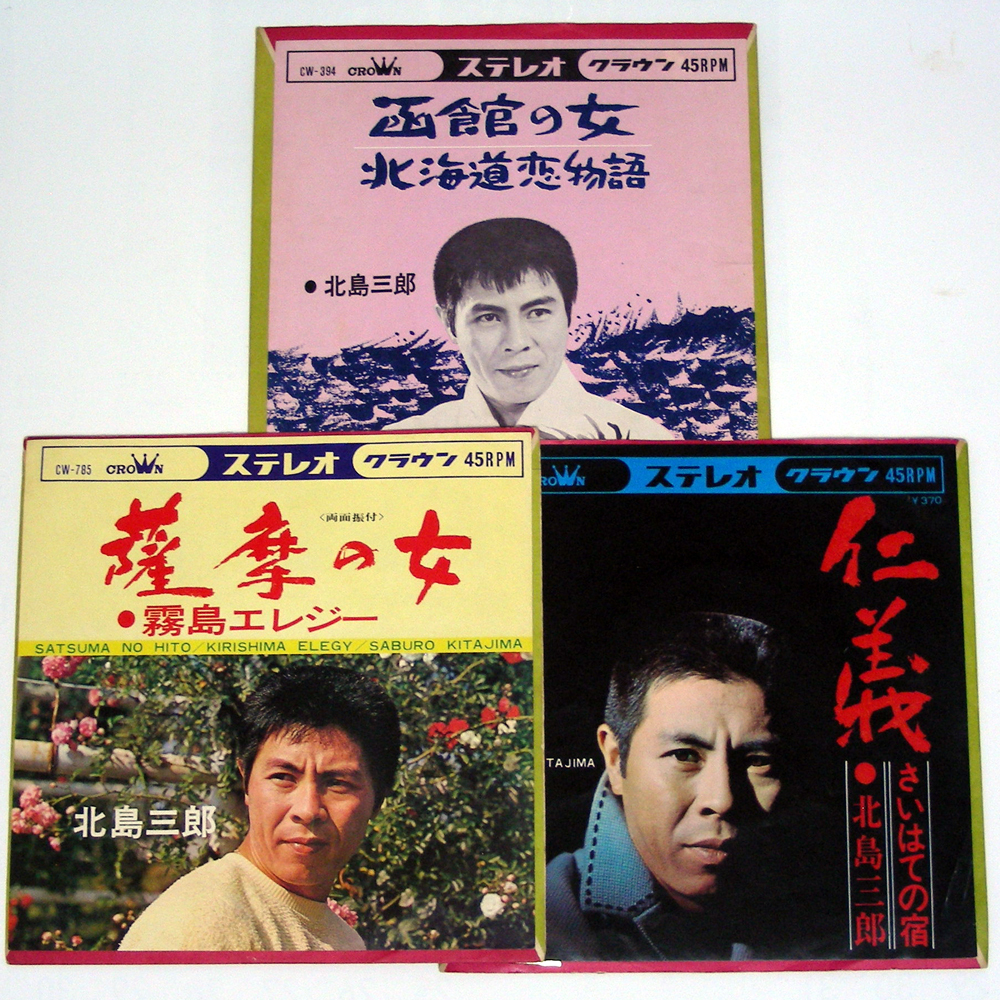 CW-394 CROWN ステレオ クラウン 45RPM
函館の女
北海道恋物語
●北島三郎
CW-785 CROWN ステレオ クラウン 45RPM
〈両面振付〉
薩摩の女
●霧島エレジー
SATSUMA NO HITO/KIRISHIMA ELEGY/SABURO KITAJIMA
北島三郎
ROWN ステレオ クラウン 45RPM
¥370
仁義
さいはての宿
●北島三郎
TAJIMA